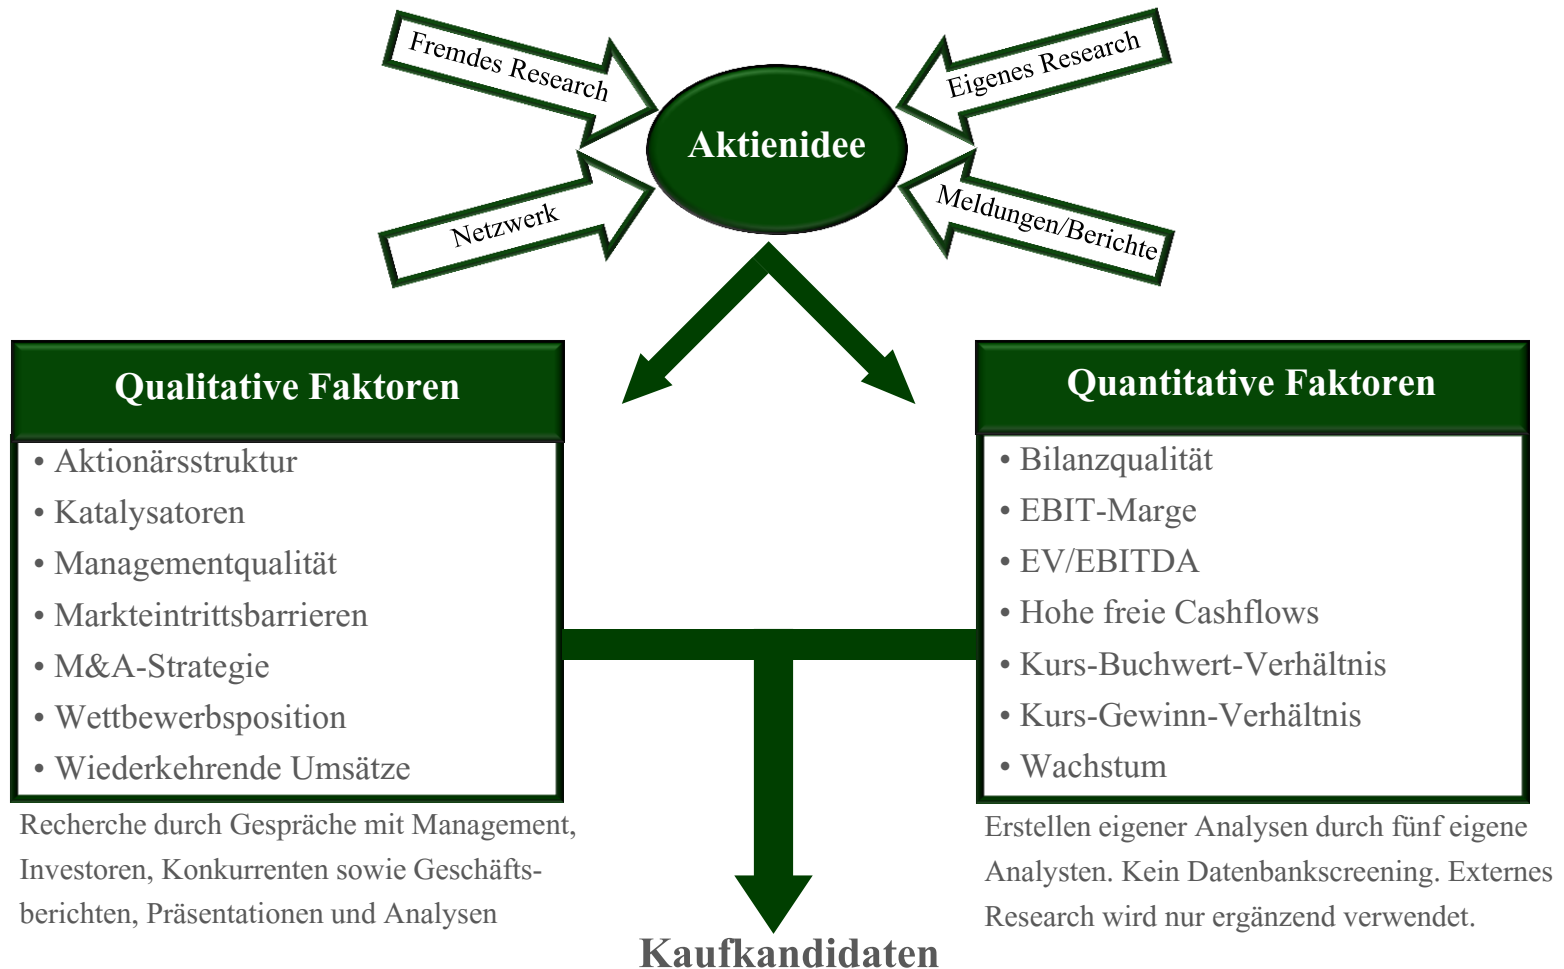 Fremdes Research
Eigenes Research
Aktienidee
Netzwerk
Meldungen/Berichte
Qualitative Faktoren
• Aktionärsstruktur
• Katalysatoren
• Managementqualität
• Markteintrittsbarrieren
• M&A-Strategie
• Wettbewerbsposition
• Wiederkehrende Umsätze
Recherche durch Gespräche mit Management,
Investoren, Konkurrenten sowie Geschäfts-
berichten, Präsentationen und Analysen
Quantitative Faktoren
• Bilanzqualität
• EBIT-Marge
• EV/EBITDA
• Hohe freie Cashflows
• Kurs-Buchwert-Verhältnis
• Kurs-Gewinn-Verhältnis
• Wachstum
Erstellen eigener Analysen durch fünf eigene
Analysten. Kein Datenbankscreening. Externes
Research wird nur ergänzend verwendet.
Kaufkandidaten